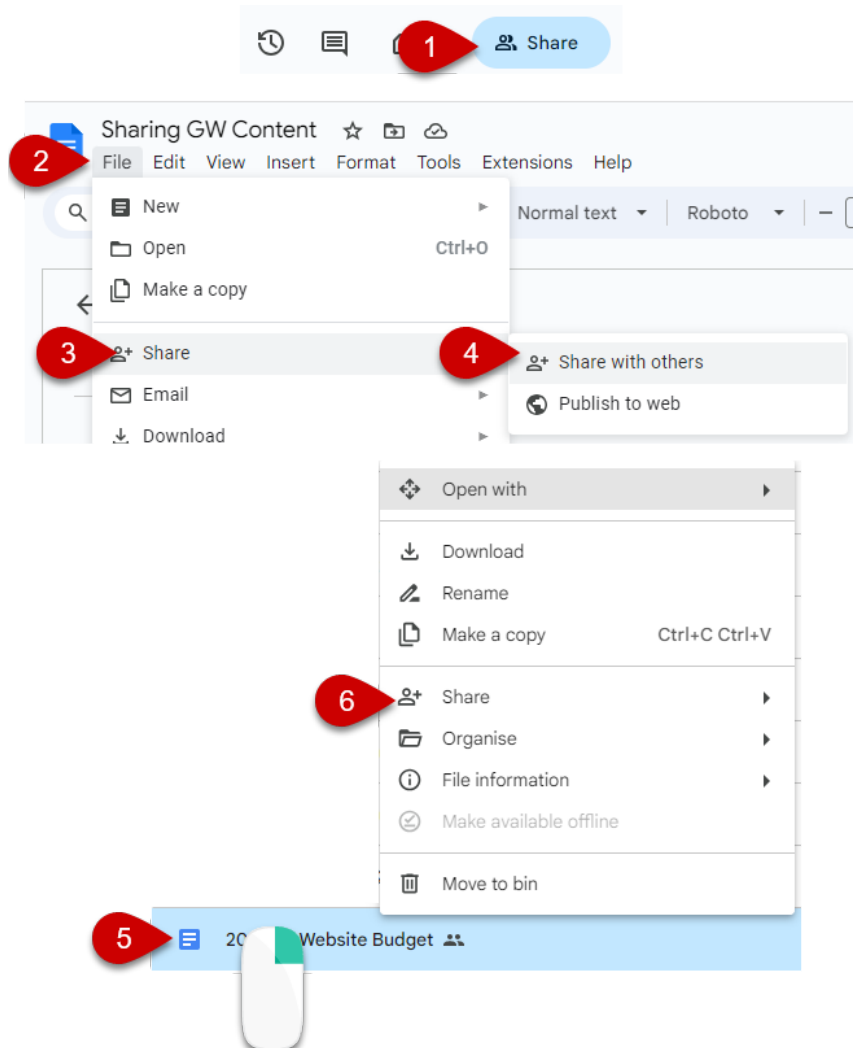 1 Share
Sharing GW Content
2 File Edit View Insert Format Tools Extensions Help
New
Normal text Roboto
Open Ctrl+O
Make a copy
3 Share
4 Share with others
Email
Publish to web
Download
Open with
Download
Rename
Make a copy Ctrl+C Ctrl+V
6 Share
Organise
File information
Make available offline
Move to bin
5 Website Budget